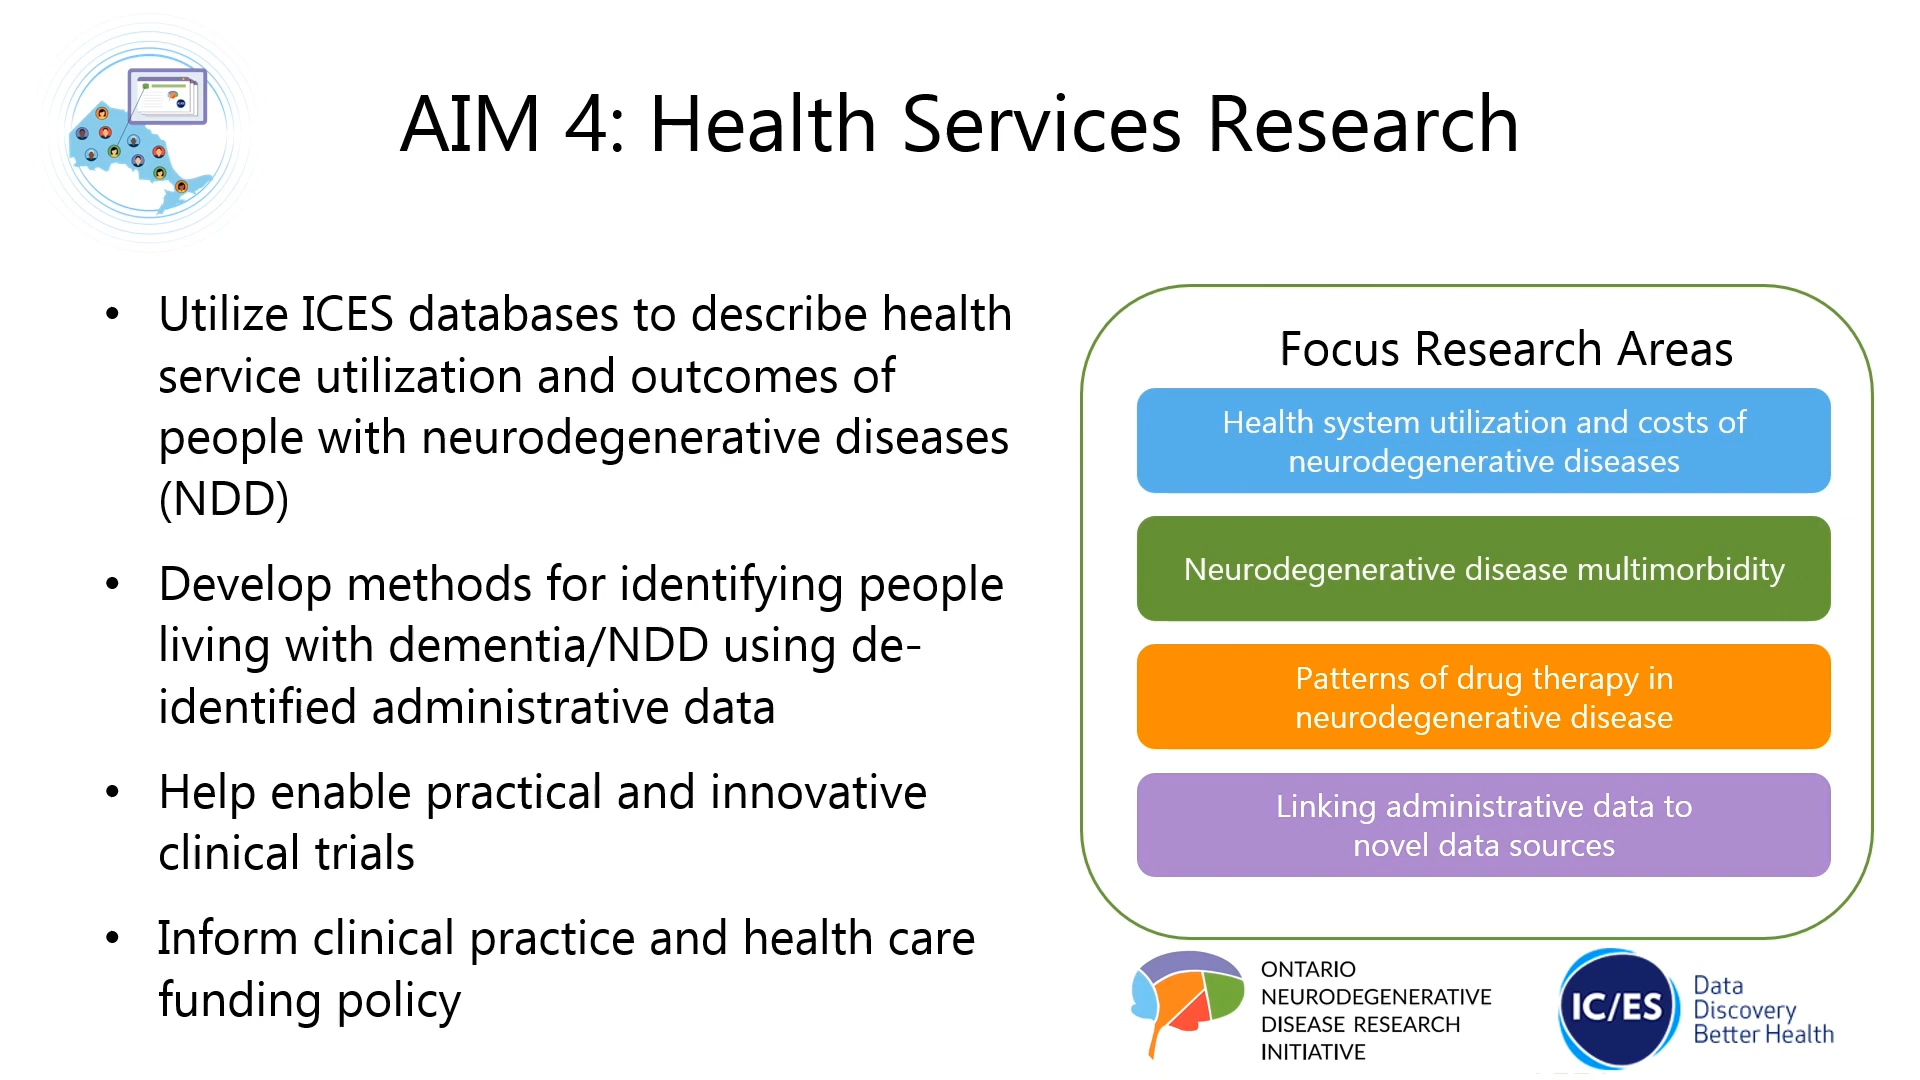 AIM 4: Health Services Research
• Utilize ICES databases to describe health
service utilization and outcomes of
people with neurodegenerative diseases
(NDD)
• Develop methods for identifying people
living with dementia/NDD using de-
identified administrative data
• Help enable practical and innovative
clinical trials
• Inform clinical practice and health care
funding policy
Focus Research Areas
Health system utilization and costs of
neurodegenerative diseases
Neurodegenerative disease multimorbidity
Patterns of drug therapy in
neurodegenerative disease
Linking administrative data to
novel data sources
ONTARIO
NEURODEGENERATIVE
DISEASE RESEARCH
INITIATIVE
IC/ES
Data
Discovery
Better Health